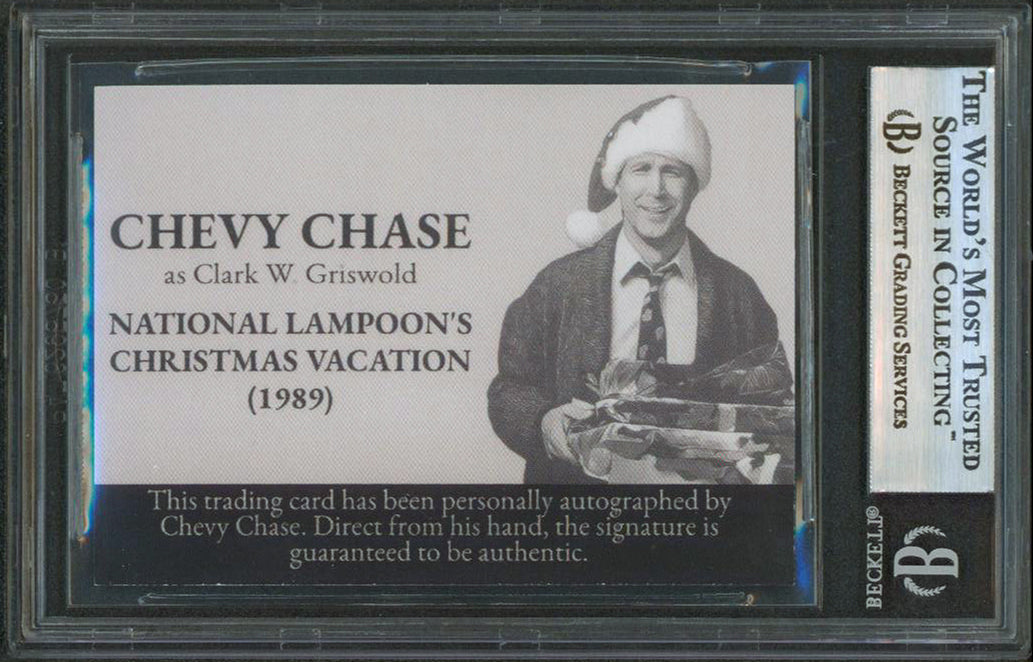 CHEVY CHASE
as Clark W. Griswold
NATIONAL LAMPOON'S
CHRISTMAS VACATION
(1989)
This trading card has been personally autographed by
Chevy Chase. Direct from his hand, the signature is
guaranteed to be authentic.
THE WORLD'S MOST TRUSTED
SOURCE IN COLLECTING™
B BECKETT GRADING SERVICES
BECKETT®
B